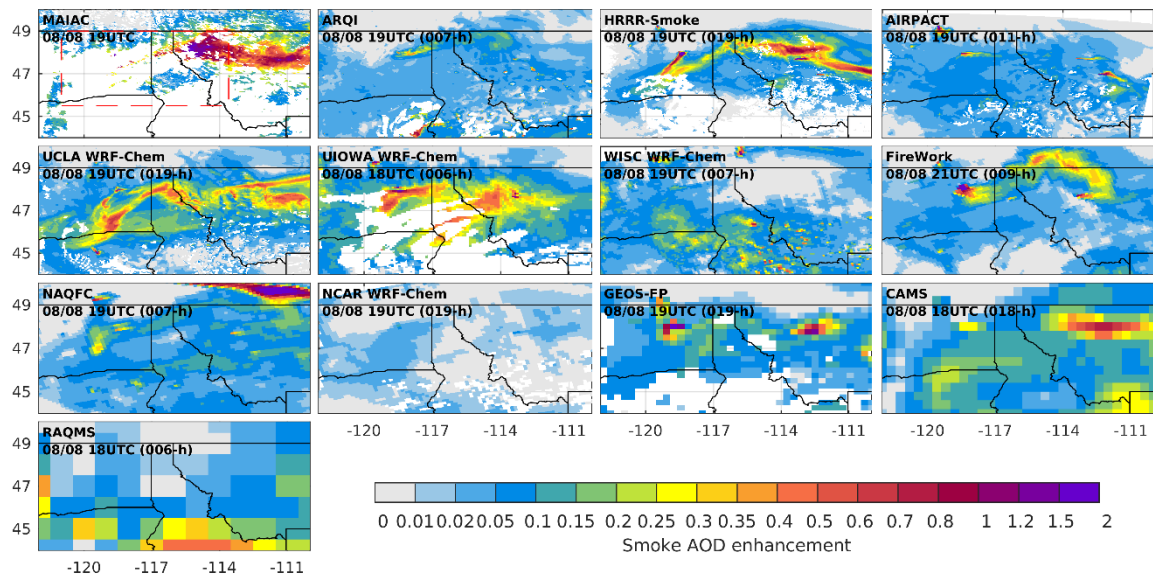 MAIAC
08/08 19UTC
ARQI
08/08 19UTC (007-h)
HRRR-Smoke
08/08 19UTC (019-h)
AIRPACT
08/08 19UTC (011-h)
49
47
45
UCLA WRF-Chem
08/08 19UTC (019-h)
UIOWA WRF-Chem
08/08 18UTC (006-h)
WISC WRF-Chem
08/08 19UTC (007-h)
FireWork
08/08 21UTC (009-h)
49
47
45
NAQFC
08/08 19UTC (007-h)
NCAR WRF-Chem
08/08 19UTC (019-h)
GEOS-FP
08/08 19UTC (019-h)
CAMS
08/08 18UTC (018-h)
49
47
45
-120 -117 -114 -111
-120 -117 -114 -111
-120 -117 -114 -111
RAQMS
08/08 18UTC (006-h)
49
47
45
-120 -117 -114 -111
0 0.01 0.02 0.05 0.1 0.15 0.2 0.25 0.3 0.35 0.4 0.5 0.6 0.7 0.8 1 1.2 1.5 2
Smoke AOD enhancement